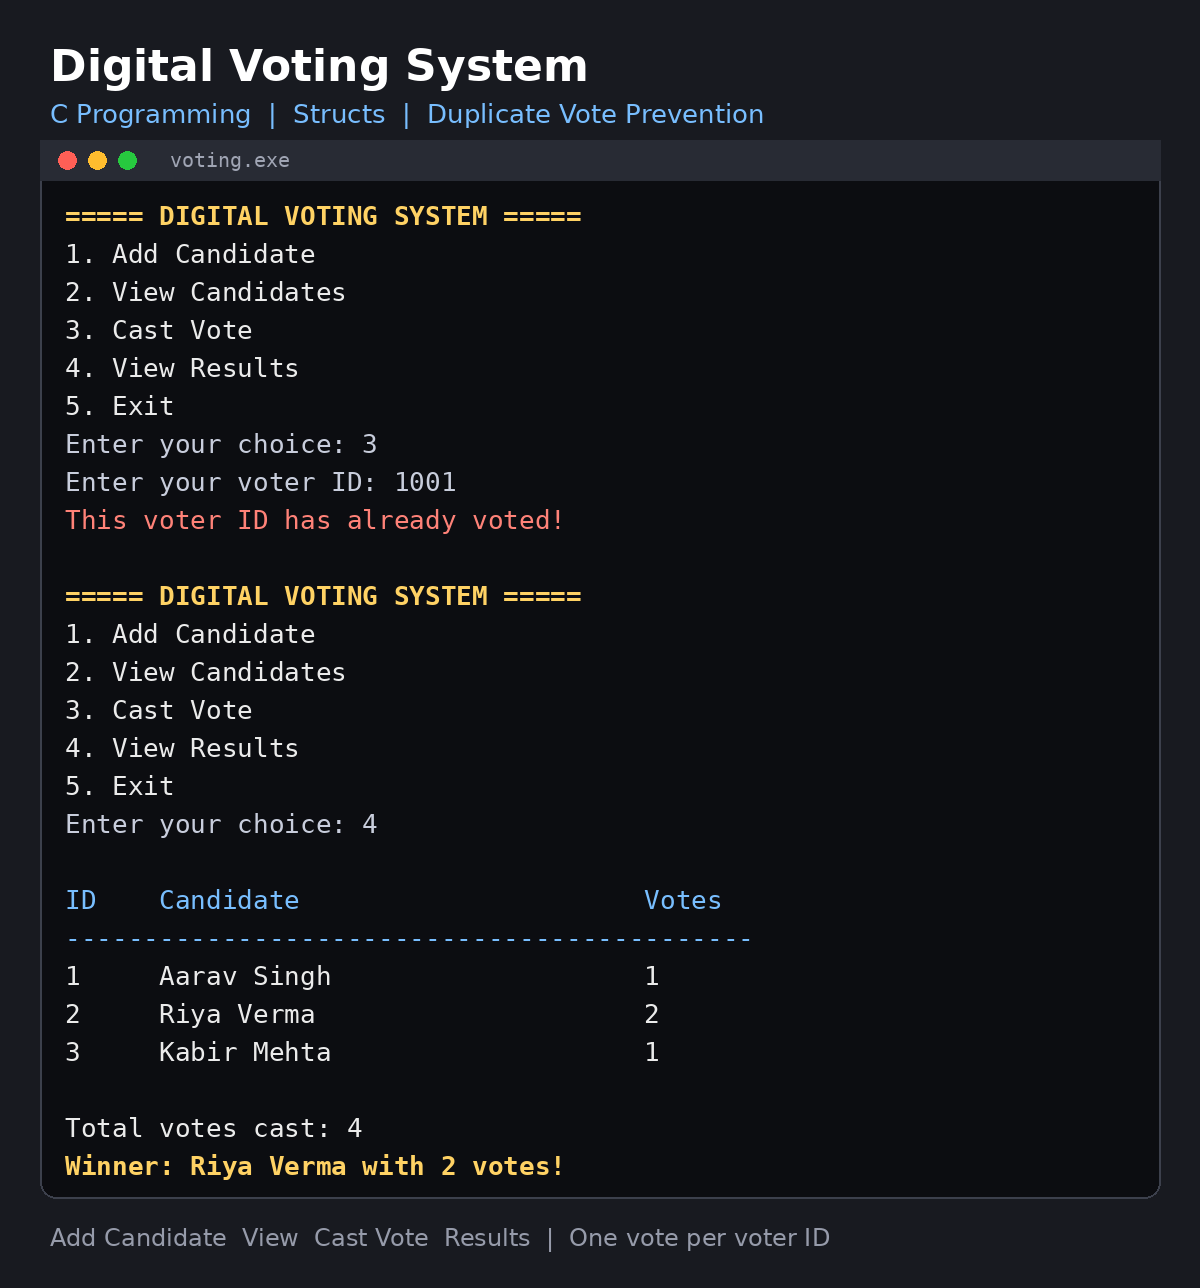 Digital Voting System
C Programming | Structs | Duplicate Vote Prevention
voting.exe
===== DIGITAL VOTING SYSTEM =====
1. Add Candidate
2. View Candidates
3. Cast Vote
4. View Results
5. Exit
Enter your choice: 3
Enter your voter ID: 1001
This voter ID has already voted!
===== DIGITAL VOTING SYSTEM =====
1. Add Candidate
2. View Candidates
3. Cast Vote
4. View Results
5. Exit
Enter your choice: 4
ID    Candidate                      Votes
--------------------------------------------
1     Aarav Singh                    1
2     Riya Verma                     2
3     Kabir Mehta                    1
Total votes cast: 4
Winner: Riya Verma with 2 votes!
Add Candidate  View  Cast Vote  Results  |  One vote per voter ID